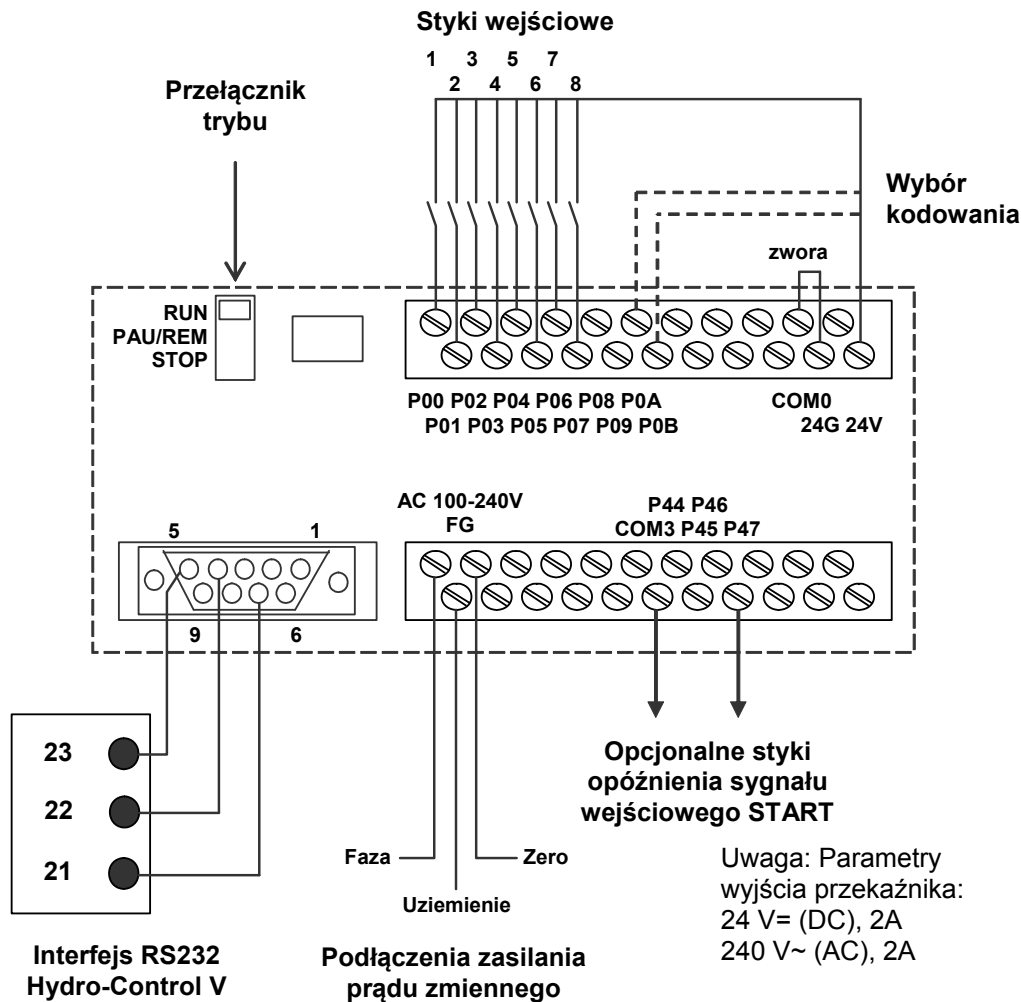 Styki wejściowe
1 3 5 7
2 4 6 8
Przełącznik
trybu
Wybór
kodowania
zwora
RUN
PAU/REM
STOP
P00 P02 P04 P06 P08 P0A COM0
P01 P03 P05 P07 P09 P0B 24G 24V
AC 100-240V
FG
P44 P46
COM3 P45 P47
5 1
9 6
23
22
21
Opcjonalne styki
opóźnienia sygnału
wejściowego START
Faza
Zero
Uziemienie
Uwaga: Parametry
wyjścia przekaźnika:
24 V= (DC), 2A
240 V~ (AC), 2A
Interfejs RS232
Hydro-Control V
Podłączenia zasilania
prądu zmiennego